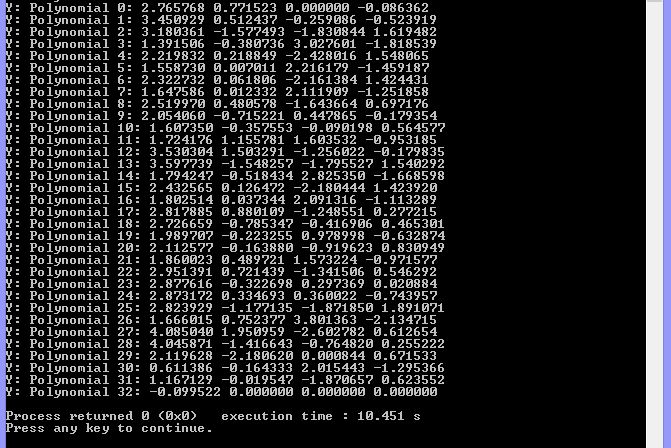 Y: Polynomial 0: 2.765768 0.771523 0.000000 -0.086362
Y: Polynomial 1: 3.450929 0.512437 -0.259086 -0.523919
Y: Polynomial 2: 3.180361 -1.577493 -1.830844 1.619482
Y: Polynomial 3: 1.391506 -0.380736 3.027601 -1.818539
Y: Polynomial 4: 2.219832 0.218849 -2.428016 1.548065
Y: Polynomial 5: 1.558730 0.007011 2.216179 -1.459187
Y: Polynomial 6: 2.322732 0.061806 -2.161384 1.424431
Y: Polynomial 7: 1.647586 0.012332 2.111909 -1.251858
Y: Polynomial 8: 2.519970 0.480578 -1.643664 0.697176
Y: Polynomial 9: 2.054060 -0.715221 0.447865 -0.179354
Y: Polynomial 10: 1.607350 -0.357553 -0.090198 0.564577
Y: Polynomial 11: 1.724176 1.155781 1.603532 -0.953185
Y: Polynomial 12: 3.530304 1.503291 -1.256022 -0.179835
Y: Polynomial 13: 3.597739 -1.548257 -1.795527 1.540292
Y: Polynomial 14: 1.794247 -0.518434 2.825350 -1.668598
Y: Polynomial 15: 2.432565 0.126472 -2.180444 1.423920
Y: Polynomial 16: 1.802514 0.037344 2.091316 -1.113289
Y: Polynomial 17: 2.817885 0.880109 -1.248551 0.277215
Y: Polynomial 18: 2.726659 -0.785347 -0.416906 0.465301
Y: Polynomial 19: 1.989707 -0.223255 0.978998 -0.632874
Y: Polynomial 20: 2.112577 -0.163880 -0.919623 0.830949
Y: Polynomial 21: 1.860023 0.489721 1.573224 -0.971577
Y: Polynomial 22: 2.951391 0.721439 -1.341506 0.546292
Y: Polynomial 23: 2.877616 -0.322698 0.297369 0.020884
Y: Polynomial 24: 2.873172 0.334693 0.360022 -0.743957
Y: Polynomial 25: 2.823929 -1.177135 -1.871850 1.891071
Y: Polynomial 26: 1.666015 0.752377 3.801363 -2.134715
Y: Polynomial 27: 4.085040 1.950959 -2.602782 0.612654
Y: Polynomial 28: 4.045871 -1.416643 -0.764820 0.255222
Y: Polynomial 29: 2.119628 -2.180620 0.000844 0.671533
Y: Polynomial 30: 0.611386 -0.164333 2.015443 -1.295366
Y: Polynomial 31: 1.167129 -0.019547 -1.870657 0.623552
Y: Polynomial 32: -0.099522 0.000000 0.000000 0.000000
Process returned 0 (0x0) execution time : 10.451 s
Press any key to continue.